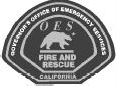 GOVERNOR'S OFFICE OF EMERGENCY SERVICES
OES
FIRE AND
RESCUE
CALIFORNIA